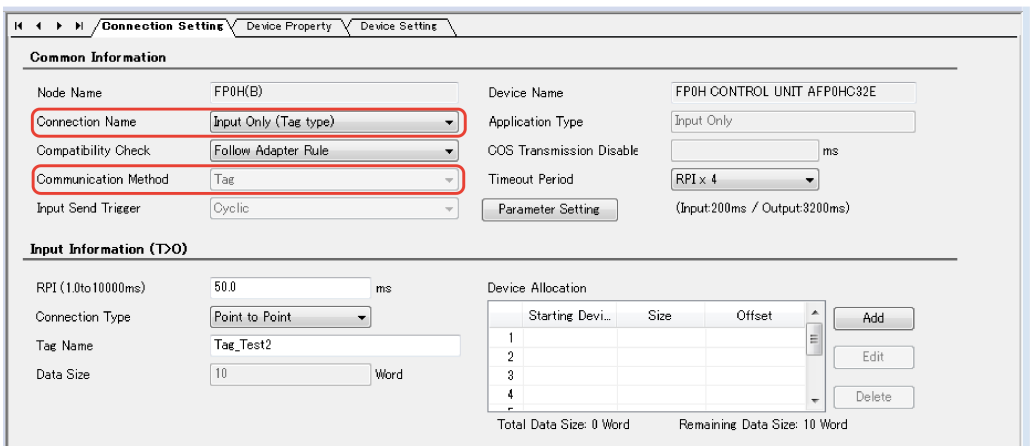 Connection Setting Device Property Device Setting
Common Information
Node Name FP0H(B) Device Name FP0H CONTROL UNIT AFP0HC32E
Connection Name Input Only (Tag type) Application Type Input Only
Compatibility Check Follow Adapter Rule COS Transmission Disable ms
Communication Method Tag Timeout Period RPI x 4
Input Send Trigger Cyclic Parameter Setting (Input:200ms / Output:3200ms)
Input Information (T>O)
RPI (1.0to10000ms) 50.0 ms Device Allocation
Connection Type Point to Point Starting Devi... Size Offset Add
Tag Name Tag_Test2 1
2 Edit
Data Size 10 Word 3
4 Delete
Total Data Size: 0 Word Remaining Data Size: 10 Word